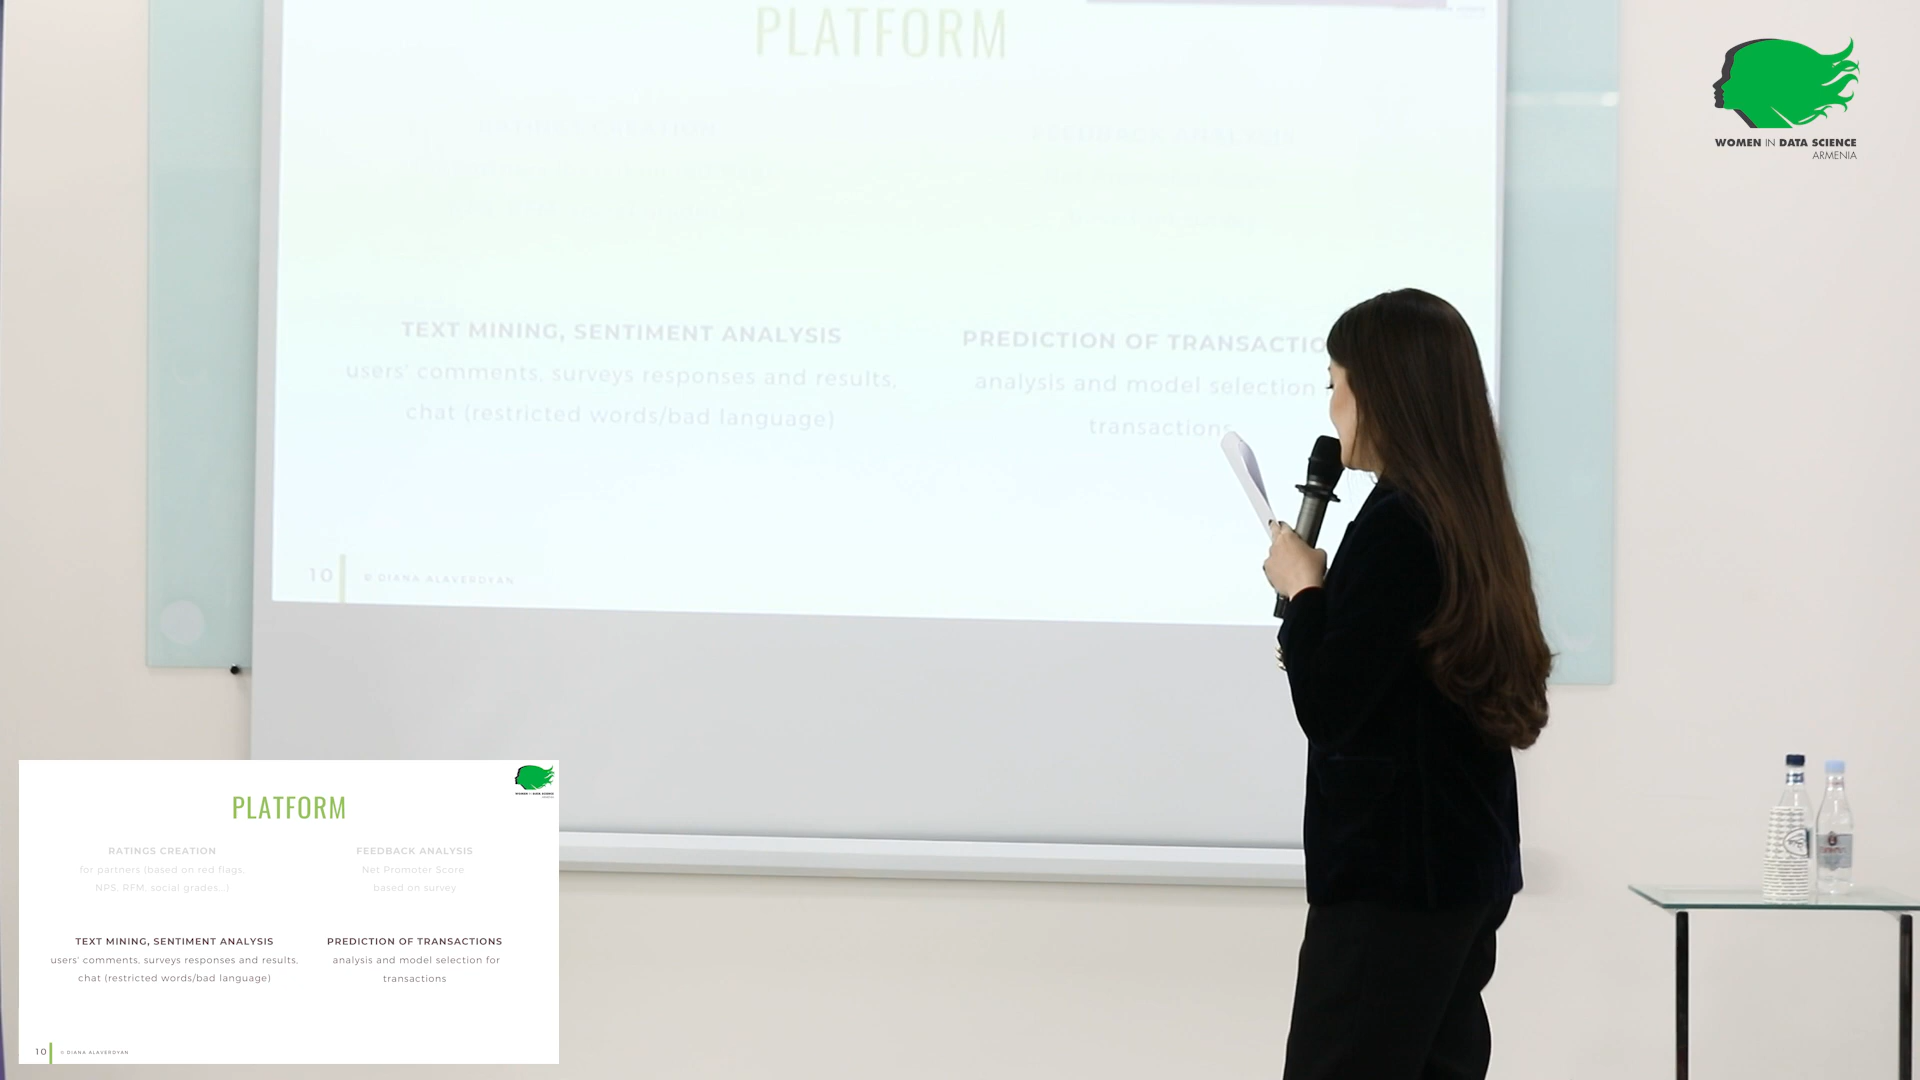 PLATFORM
RATINGS CREATION
FEEDBACK ANALYSIS
TEXT MINING, SENTIMENT ANALYSIS
users' comments, surveys responses and results,
chat (restricted words/bad language)
PREDICTION OF TRANSACTIO
analysis and model selection
transactions
10
© DIANA ALAVERDYAN
WOMEN IN DATA SCIENCE
ARMENIA
PLATFORM
RATINGS CREATION
for partners (based on red flags,
NPS, RFM, social grades...)
FEEDBACK ANALYSIS
Net Promoter Score
based on survey
TEXT MINING, SENTIMENT ANALYSIS
users' comments, surveys responses and results,
chat (restricted words/bad language)
PREDICTION OF TRANSACTIONS
analysis and model selection for
transactions
10
© DIANA ALAVERDYAN